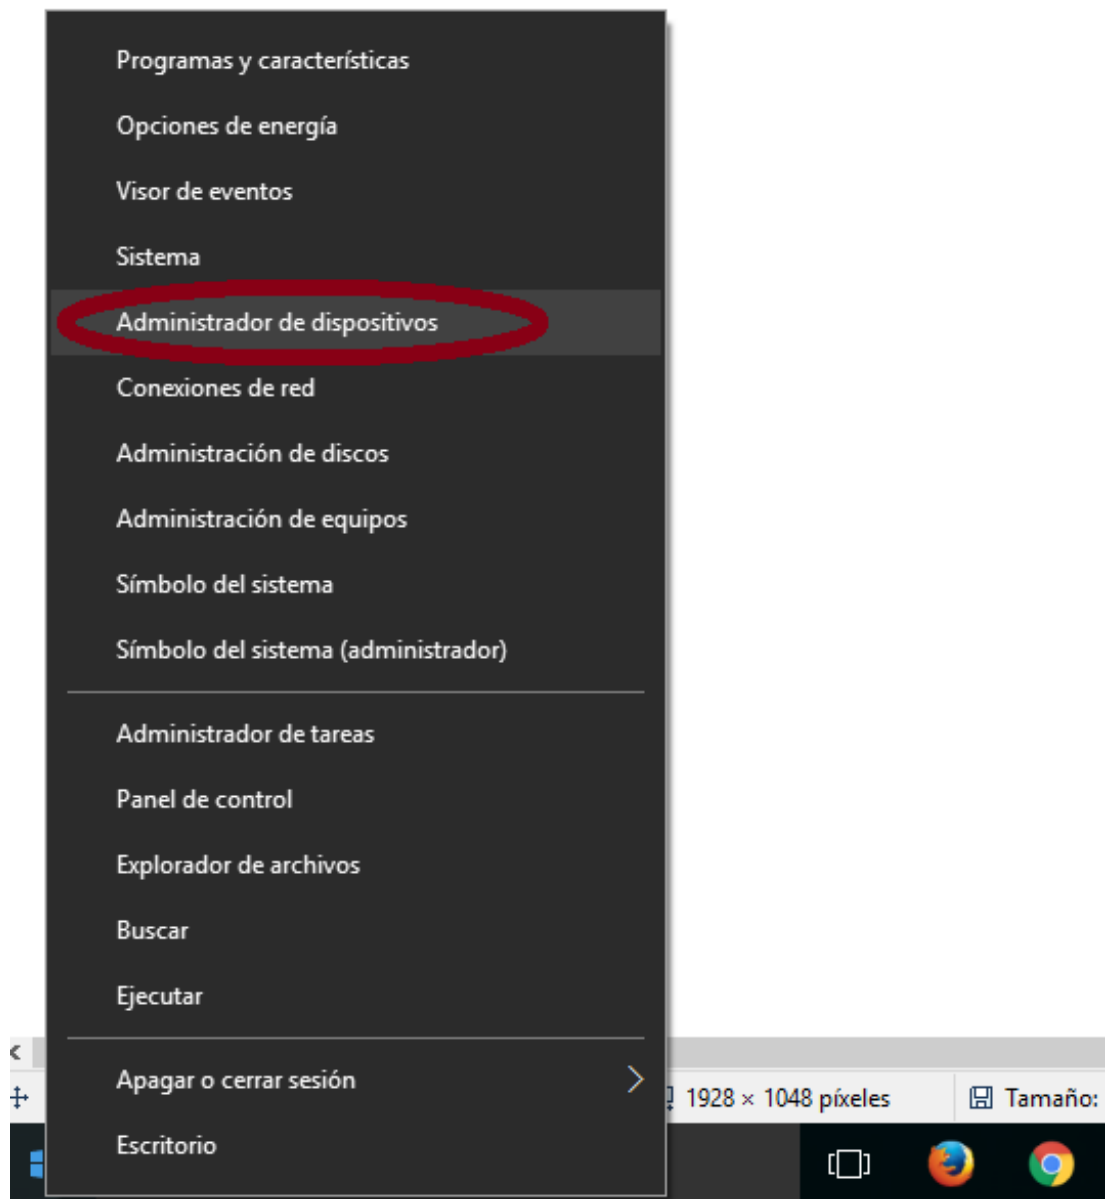 Programas y características
Opciones de energía
Visor de eventos
Sistema
Administrador de dispositivos
Conexiones de red
Administración de discos
Administración de equipos
Símbolo del sistema
Símbolo del sistema (administrador)
Administrador de tareas
Panel de control
Explorador de archivos
Buscar
Ejecutar
Apagar o cerrar sesión
1928 × 1048 píxeles
Tamaño:
Escritorio